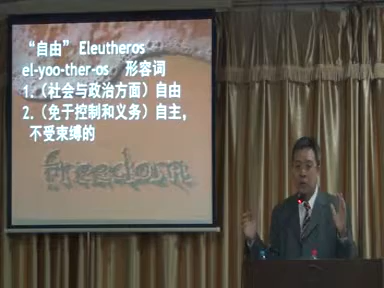 “自由” Eleutheros
el-yoo-ther-os 形容词
1.（社会与政治方面）自由
2.（免于控制和义务）自主，
不受束缚的
freedom